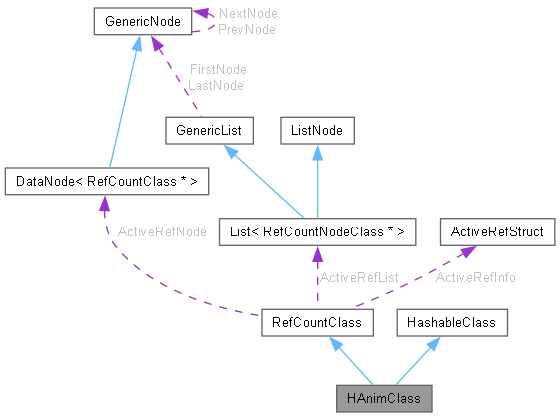 GenericNode
NextNode
PrevNode
FirstNode
LastNode
GenericList
ListNode
DataNode< RefCountClass * >
List< RefCountNodeClass * >
ActiveRefStruct
ActiveRefNode
ActiveRefList
ActiveRefInfo
RefCountClass
HashableClass
HAnimClass